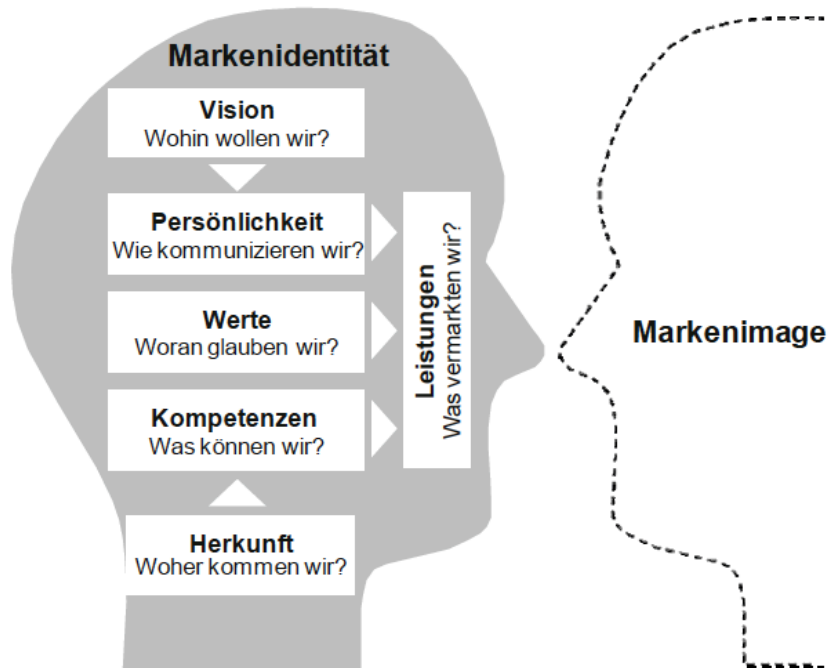 Markenidentität
Vision
Wohin wollen wir?
Persönlichkeit
Wie kommunizieren wir?
Werte
Woran glauben wir?
Kompetenzen
Was können wir?
Herkunft
Woher kommen wir?
Leistungen
Was vermarkten wir?
Markenimage